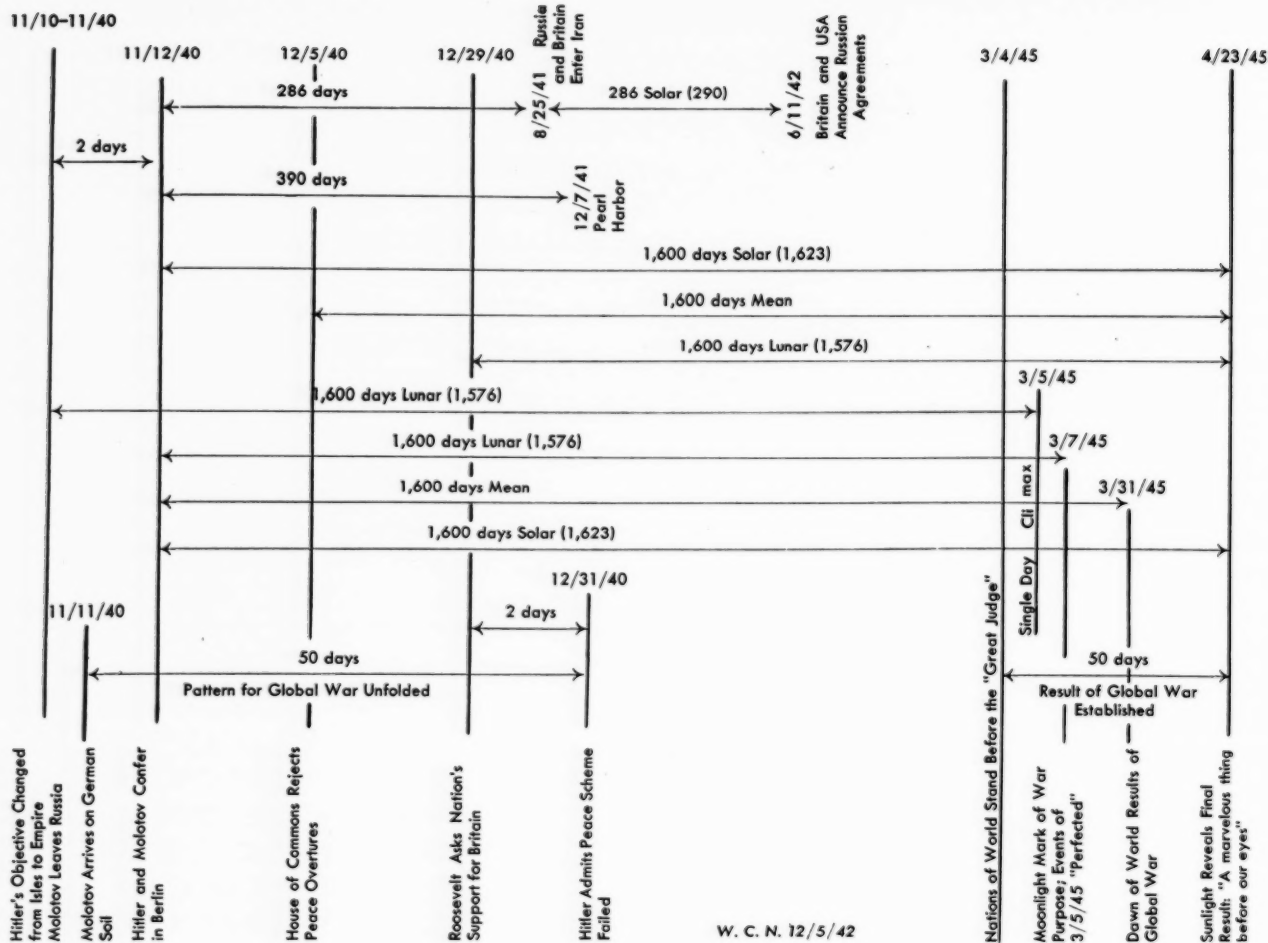 11/10–11/40
11/12/40
12/5/40
12/29/40
8/25/41 Russia
and Britain
Enter Iran
6/11/42
Britain and USA
Announce Russian
Agreements
3/4/45
4/23/45
286 days
286 Solar (290)
2 days
390 days
12/7/41
Pearl
Harbor
1,600 days Solar (1,623)
1,600 days Mean
1,600 days Lunar (1,576)
3/5/45
1,600 days Lunar (1,576)
1,600 days Lunar (1,576)
3/7/45
1,600 days Mean
3/31/45
1,600 days Solar (1,623)
Single Day Cli max
12/31/40
11/11/40
2 days
50 days
Pattern for Global War Unfolded
50 days
Result of Global War
Established
Hitler's Objective Changed
from Isles to Empire
Molotov Leaves Russia
Molotov Arrives on German
Soil
Hitler and Molotov Confer
in Berlin
House of Commons Rejects
Peace Overtures
Roosevelt Asks Nation's
Support for Britain
Hitler Admits Peace Scheme
Failed
Nations of World Stand Before the "Great Judge"
Moonlight Mark of War
Purpose; Events of
3/5/45 "Perfected"
Dawn of World Results of
Global War
Sunlight Reveals Final
Result: "A marvelous thing
before our eyes"
W. C. N. 12/5/42